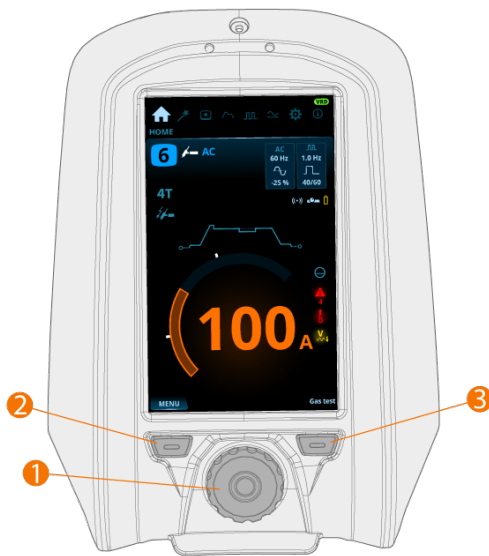 VRD
HOME
6 AC
AC
60 Hz
-25 %
1.0 Hz
40/60
4T
100 A
V
MENU
Gas test
2
3
1